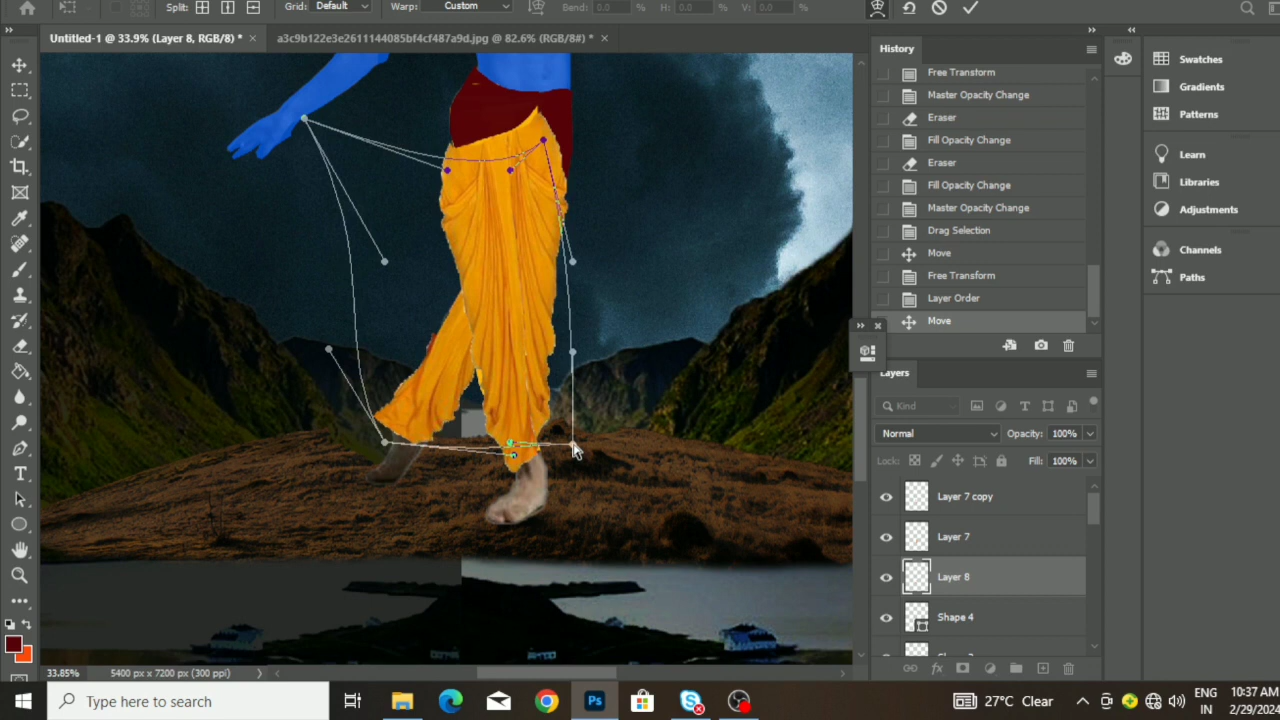 Split:
Grid: Default
Warp: Custom
Bend: 0.0 %
H: 0.0 %
V: 0.0 %
Untitled-1 @ 33.9% (Layer 8, RGB/8) * ×
a3c9b122e3e2611144085bf4cf487a9d.jpg @ 82.6% (RGB/8#) * ×
History
Free Transform
Master Opacity Change
Eraser
Fill Opacity Change
Eraser
Fill Opacity Change
Master Opacity Change
Drag Selection
Move
Free Transform
Layer Order
Move
Swatches
Gradients
Patterns
Learn
Libraries
Adjustments
Channels
Paths
Layers
Kind
Normal
Opacity: 100%
Lock:
Fill: 100%
Layer 7 copy
Layer 7
Layer 8
Shape 4
33.85%
5400 px x 7200 px (300 ppi)
Type here to search
Ps
27°C Clear
ENG
IN
10:37 AM
2/29/2024